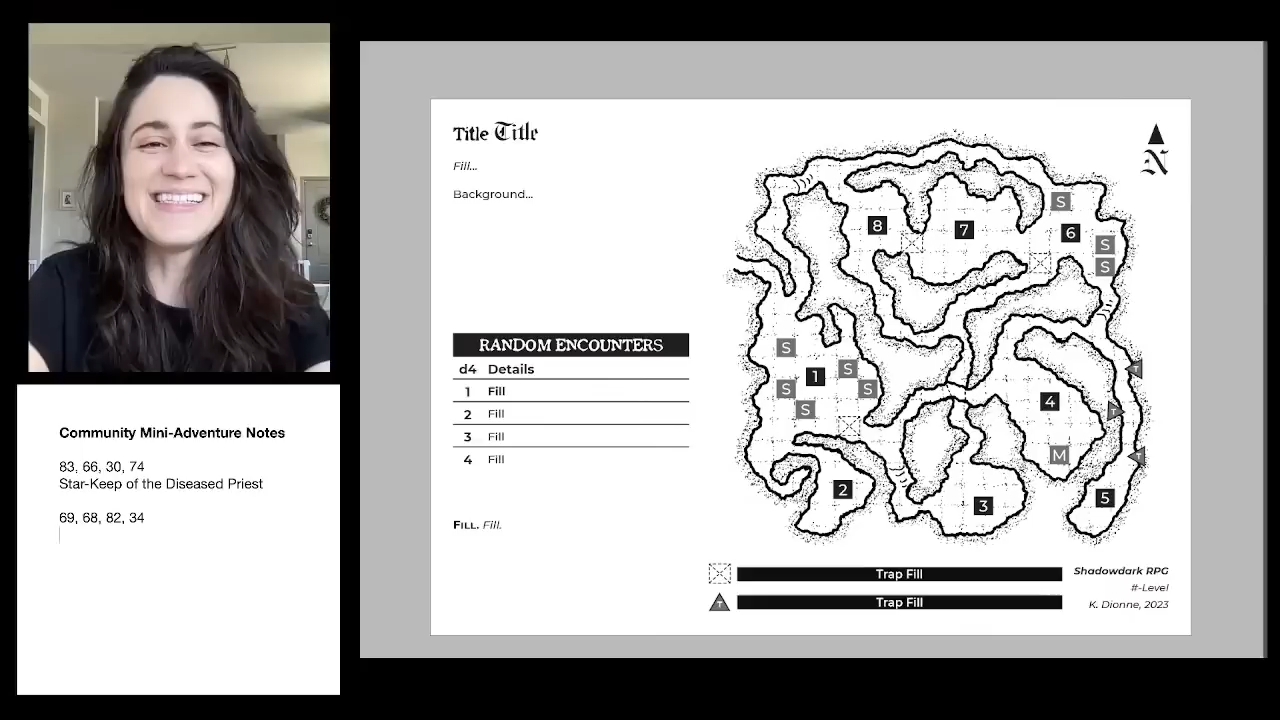 Community Mini-Adventure Notes
83, 66, 30, 74
Star-Keep of the Diseased Priest
69, 68, 82, 34
Title Title
Fill...
Background...
RANDOM ENCOUNTERS
d4 Details
1 Fill
2 Fill
3 Fill
4 Fill
FILL. Fill.
N
S
8
7
6
S
S
S
1
S
S
S
S
4
M
2
3
5
T
T
T
Trap Fill
T Trap Fill
Shadowdark RPG
#-Level
K. Dionne, 2023